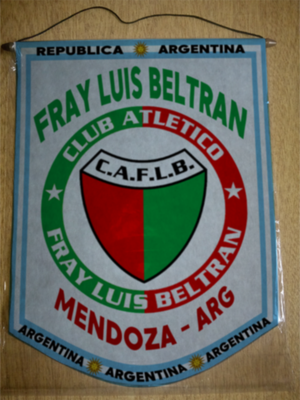 REPUBLICA ARGENTINA
FRAY LUIS BELTRAN
CLUB ATLETICO
C.A.F.L.B.
FRAY LUIS BELTRAN
MENDOZA - ARG
ARGENTINA ARGENTINA ARGENTINA